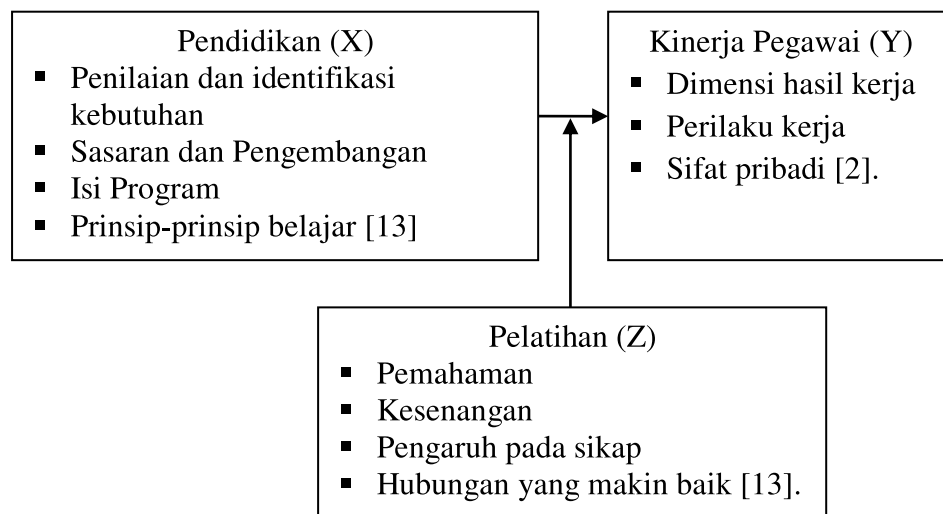 Pendidikan (X)
▪ Penilaian dan identifikasi
kebutuhan
▪ Sasaran dan Pengembangan
▪ Isi Program
▪ Prinsip-prinsip belajar [13]
Kinerja Pegawai (Y)
▪ Dimensi hasil kerja
▪ Perilaku kerja
▪ Sifat pribadi [2].
Pelatihan (Z)
▪ Pemahaman
▪ Kesenangan
▪ Pengaruh pada sikap
▪ Hubungan yang makin baik [13].